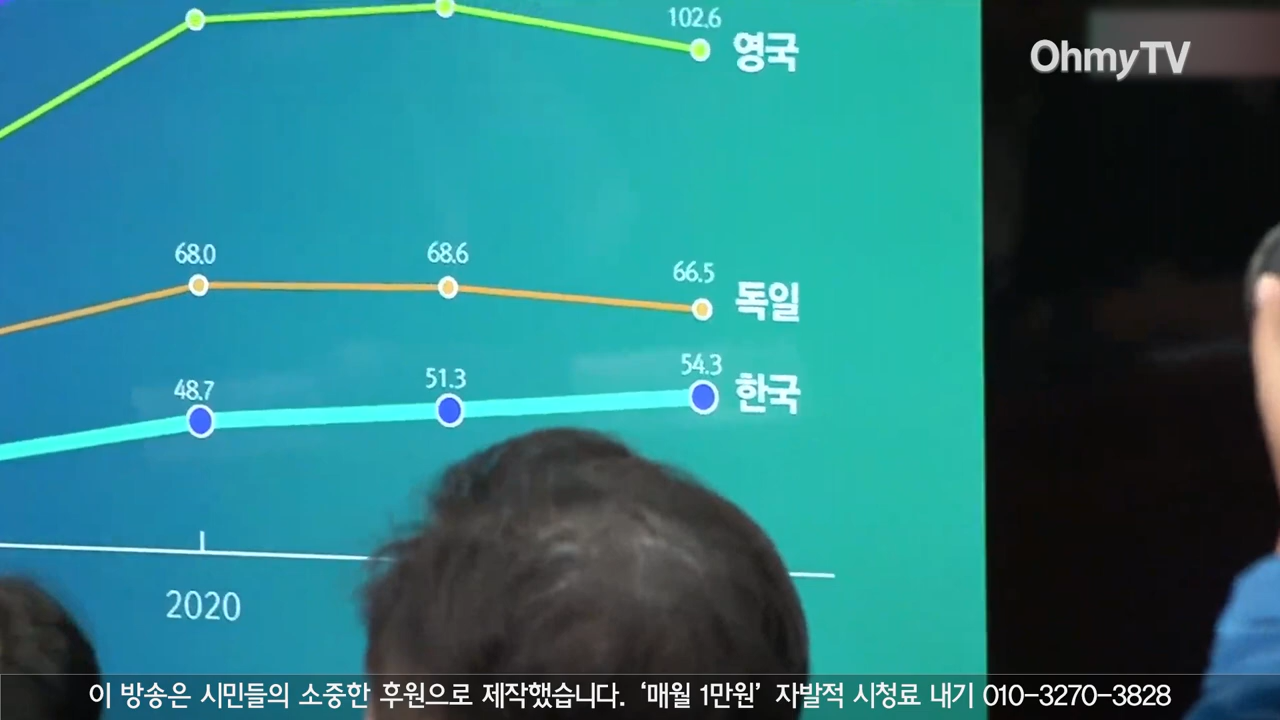 102.6
영국
OhmyTV
68.0
68.6
66.5
독일
48.7
51.3
54.3
한국
2020
이 방송은 시민들의 소중한 후원으로 제작했습니다. ‘매월 1만원’ 자발적 시청료 내기 010-3270-3828